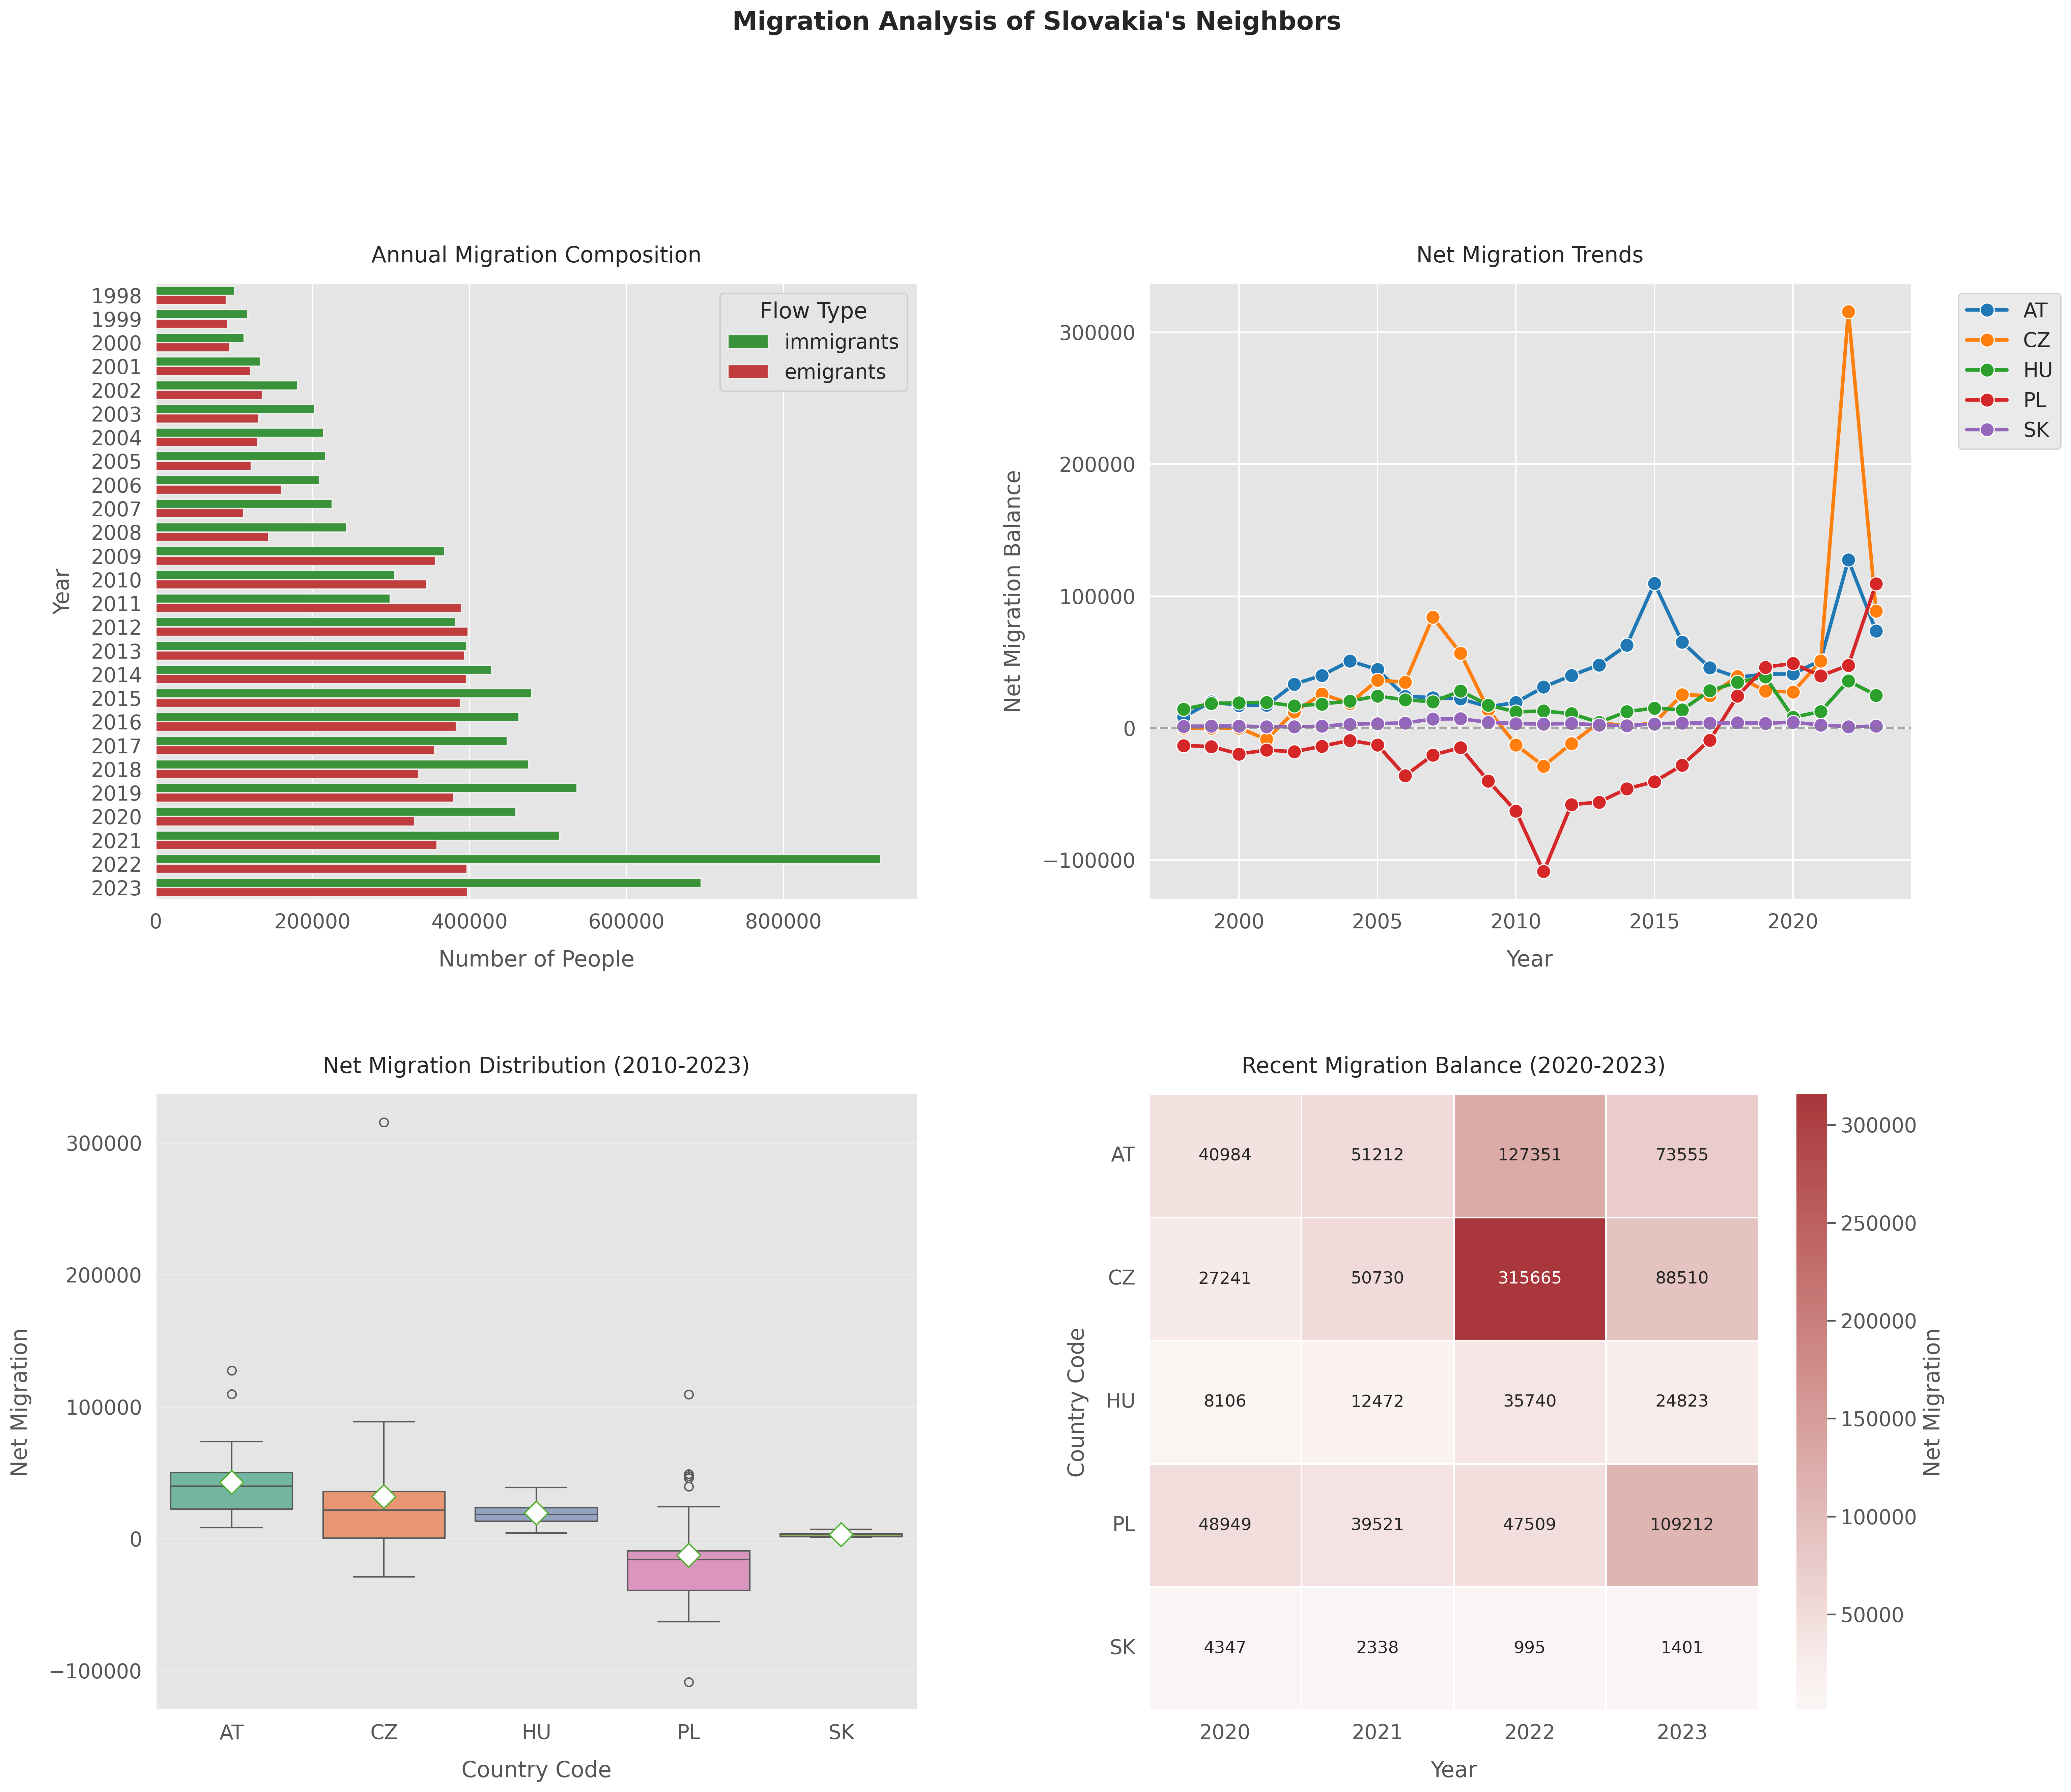 Migration Analysis of Slovakia's Neighbors
Annual Migration Composition
Year
1998
1999
2000
2001
2002
2003
2004
2005
2006
2007
2008
2009
2010
2011
2012
2013
2014
2015
2016
2017
2018
2019
2020
2021
2022
2023
Flow Type
immigrants
emigrants
0 200000 400000 600000 800000
Number of People
Net Migration Trends
Net Migration Balance
300000
200000
100000
0
−100000
2000 2005 2010 2015 2020
Year
AT
CZ
HU
PL
SK
Net Migration Distribution (2010-2023)
Net Migration
300000
200000
100000
0
−100000
AT CZ HU PL SK
Country Code
Recent Migration Balance (2020-2023)
Country Code
AT 40984 51212 127351 73555
CZ 27241 50730 315665 88510
HU 8106 12472 35740 24823
PL 48949 39521 47509 109212
SK 4347 2338 995 1401
2020 2021 2022 2023
Year
300000
250000
200000
150000
100000
50000
Net Migration